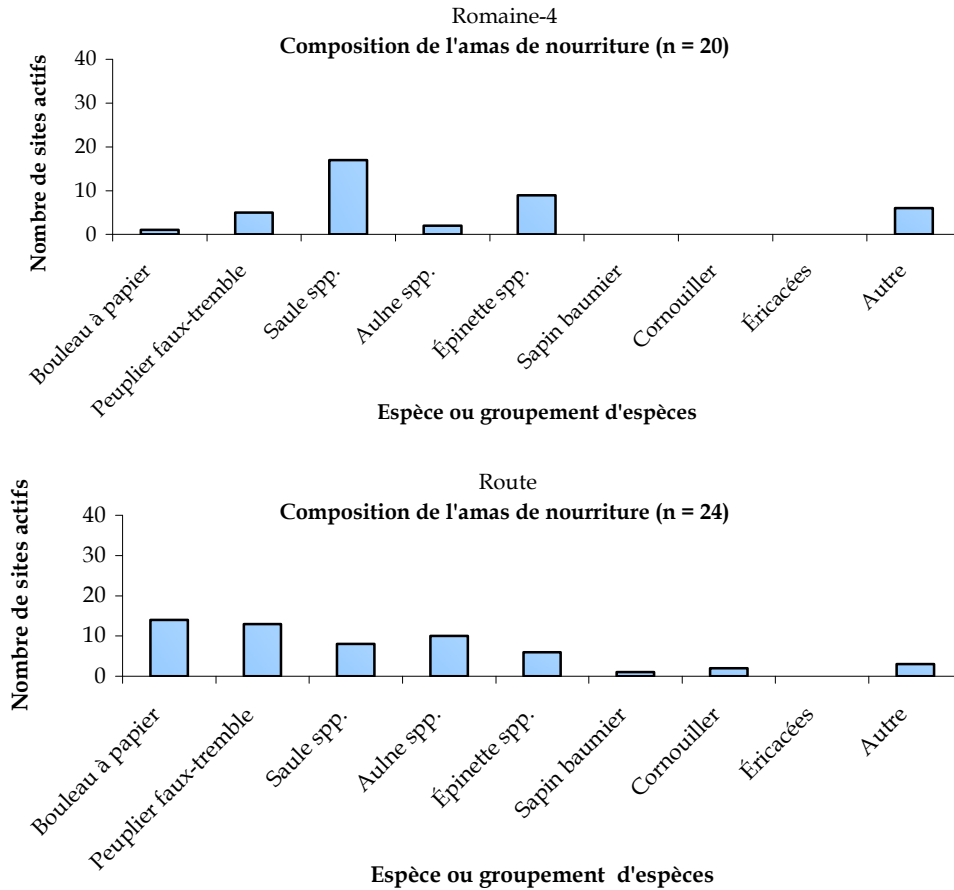 Romaine-4
Composition de l'amas de nourriture (n = 20)
Nombre de sites actifs
40
30
20
10
0
Bouleau à papier
Peuplier faux-tremble
Saule spp.
Aulne spp.
Épinette spp.
Sapin baumier
Cornouiller
Éricacées
Autre
Espèce ou groupement d'espèces
Route
Composition de l'amas de nourriture (n = 24)
Nombre de sites actifs
40
30
20
10
0
Bouleau à papier
Peuplier faux-tremble
Saule spp.
Aulne spp.
Épinette spp.
Sapin baumier
Cornouiller
Éricacées
Autre
Espèce ou groupement d'espèces